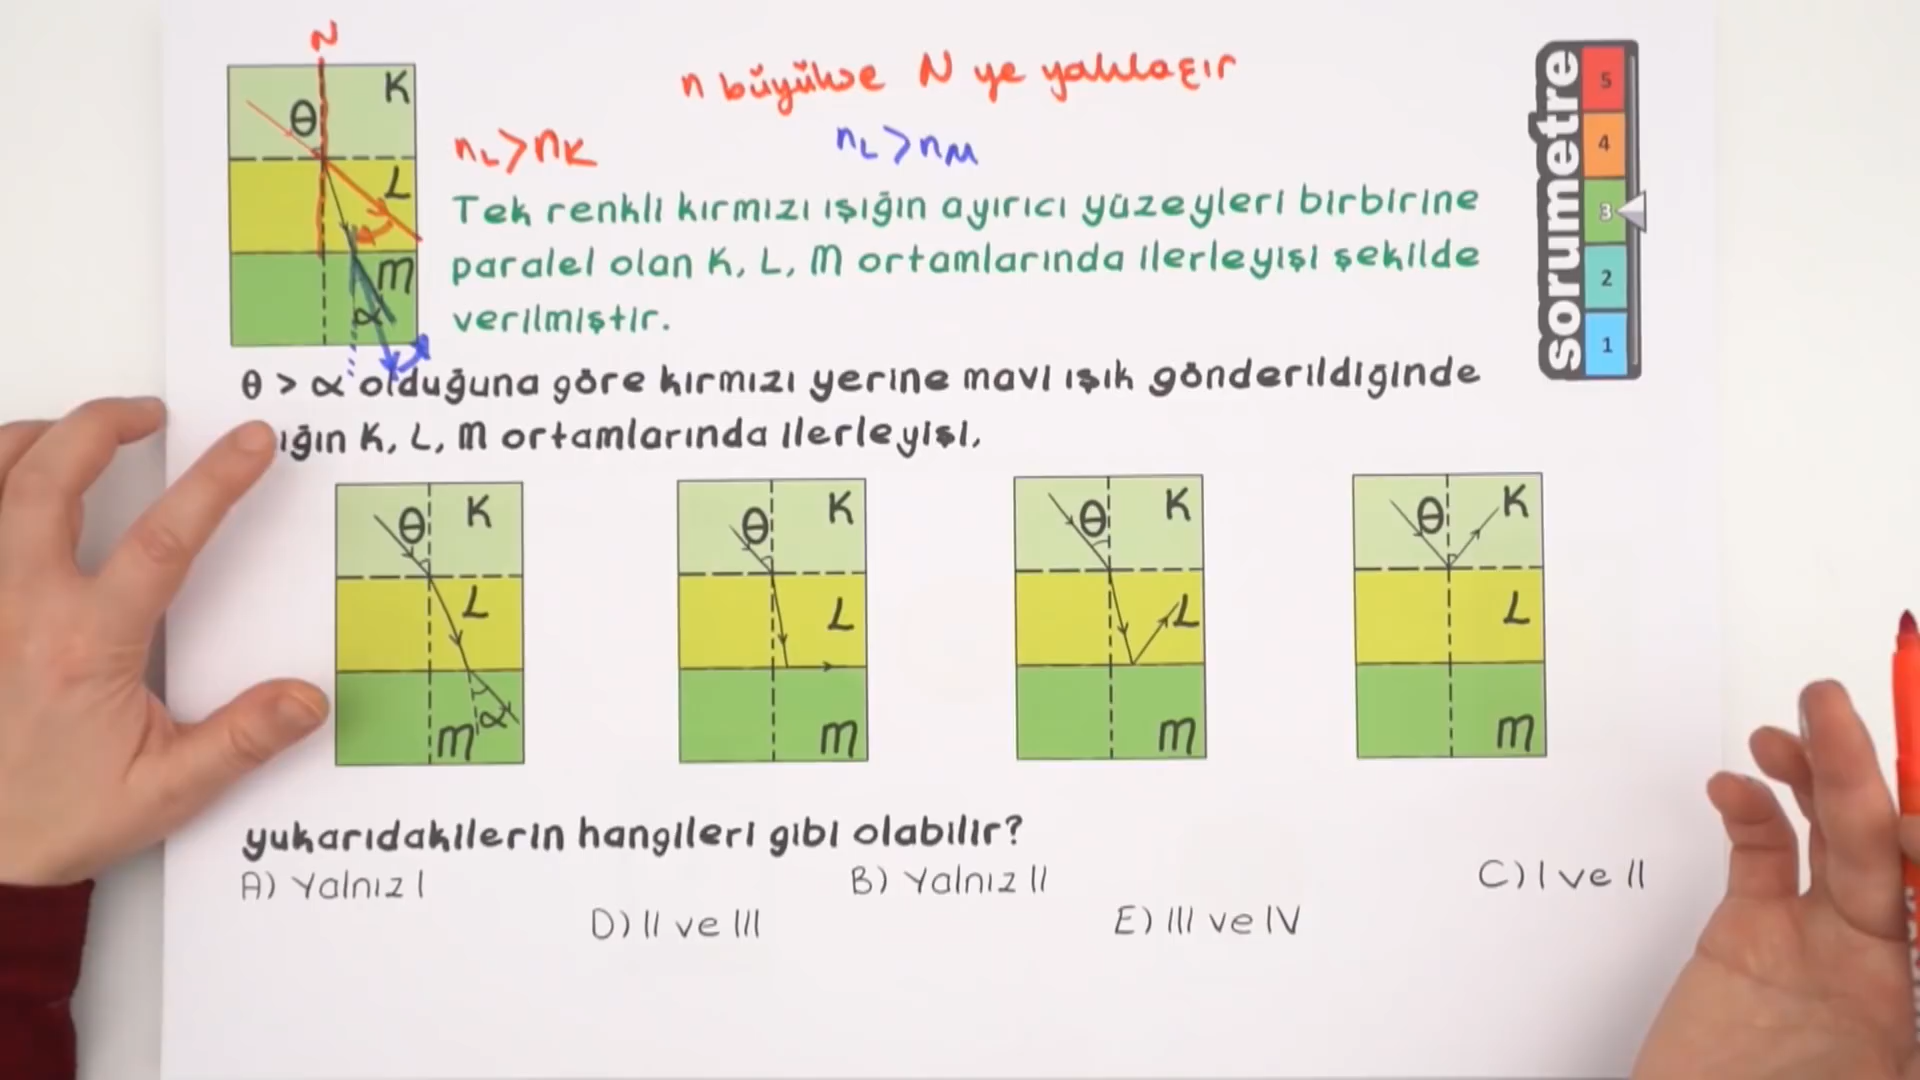 N
n büyükse N ye yaklaşır
K
θ
nL>nK
nL>nM
L
M
α
Tek renkli kırmızı ışığın ayırıcı yüzeyleri birbirine
paralel olan K, L, M ortamlarında ilerleyişi şekilde
verilmiştir.
θ > α olduğuna göre kırmızı yerine mavi ışık gönderildiğinde
ığın K, L, M ortamlarında ilerleyişi,
θ K
L
M α
θ K
L
M
θ K
L
M
θ K
L
M
yukarıdakilerin hangileri gibi olabilir?
A) Yalnız I
B) Yalnız II
C) I ve II
D) II ve III
E) III ve IV
sorumetre
5
4
3
2
1